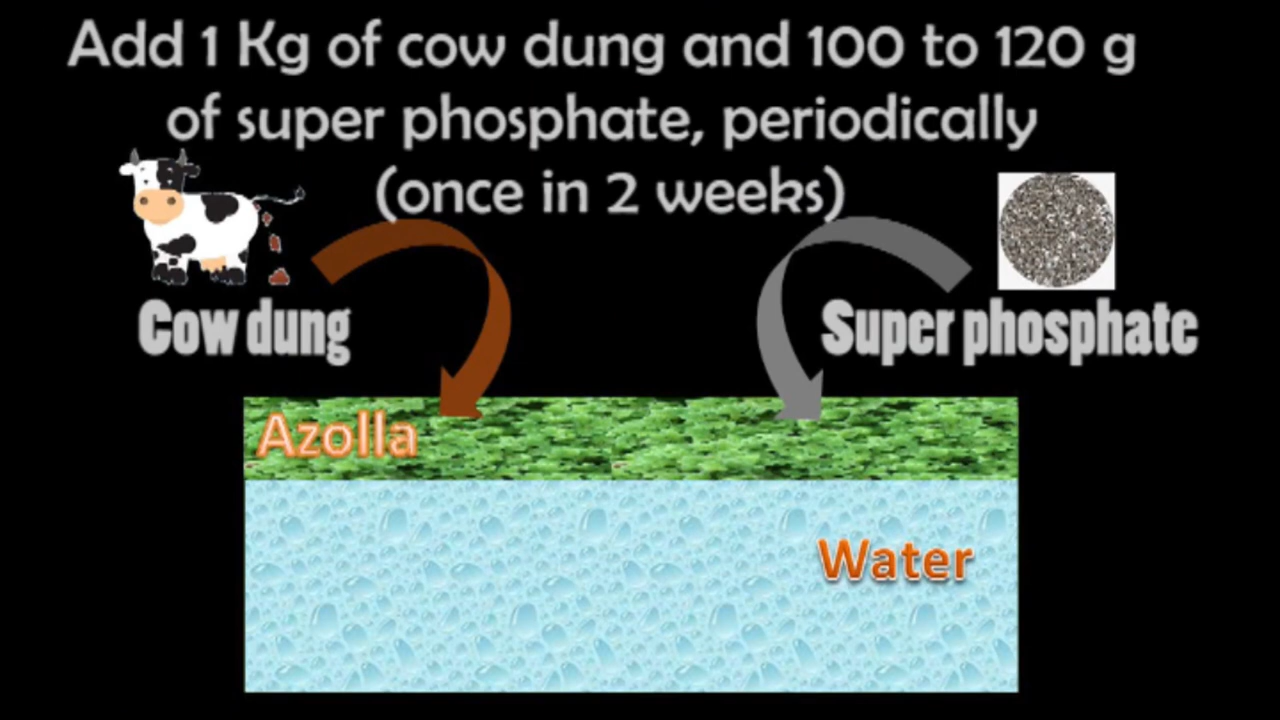 Add 1 Kg of cow dung and 100 to 120 g
of super phosphate, periodically
(once in 2 weeks)
Cow dung
Super phosphate
Azolla
Water